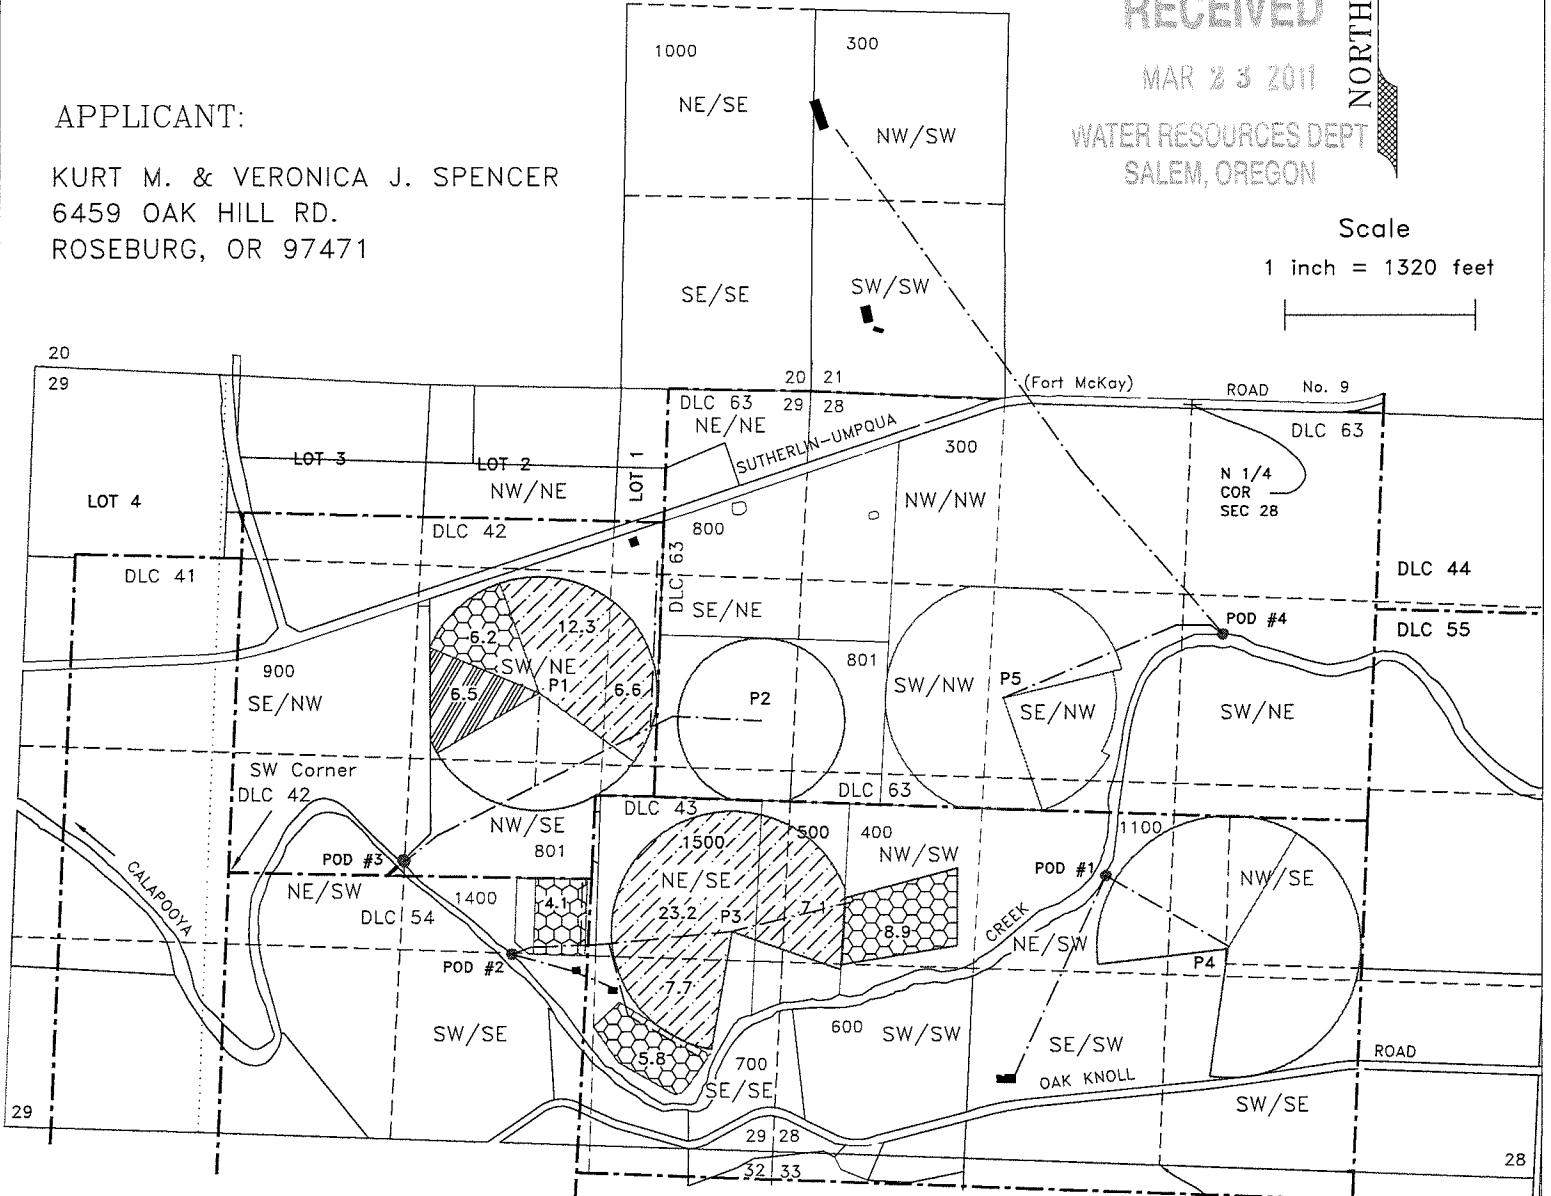 RECEIVED
MAR 23 2011
WATER RESOURCES DEPT
SALEM, OREGON
NORTH
APPLICANT:
KURT M. & VERONICA J. SPENCER
6459 OAK HILL RD.
ROSEBURG, OR 97471
Scale
1 inch = 1320 feet
1000
300
NE/SE
NW/SW
SE/SE
SW/SW
20
29
20 21
29 28
(Fort McKay)
ROAD No. 9
DLC 63
NE/NE
SUTHERLIN-UMPQUA
300
DLC 63
N 1/4
COR
SEC 28
LOT 3
LOT 2
LOT 1
NW/NE
LOT 4
NW/NW
DLC 42
800
DLC 63
DLC 41
DLC 44
SE/NE
POD #4
DLC 55
6.2
12.3
SW/NE
P1
6.5
6.6
900
SE/NW
801
P2
SW/NW
P5
SE/NW
SW/NE
SW Corner
DLC 42
DLC 63
DLC 43
NW/SE
801
1500
500
400
NW/SW
1100
POD #3
POD #1
NW/SE
NE/SW
1400
DLC 54
4.1
NE/SE
23.2
P3
7.1
8.9
CALAPOOYA
CREEK
NE/SW
P4
POD #2
7.7
SW/SE
5.8
600
SW/SW
SE/SW
700
SE/SE
OAK KNOLL
ROAD
SW/SE
29
29 28
32 33
28